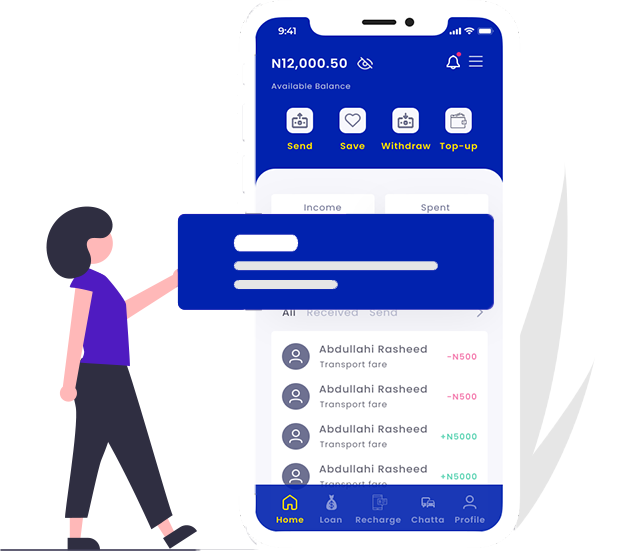 9:41
N12,000.50
Available Balance
Send Save Withdraw Top-up
Income Spent
All Received Send
Abdullahi Rasheed
Transport fare
-N500
Abdullahi Rasheed
Transport fare
-N500
Abdullahi Rasheed
Transport fare
+N5000
Abdullahi Rasheed
Transport fare
+N5000
Home Loan Recharge Chatta Profile